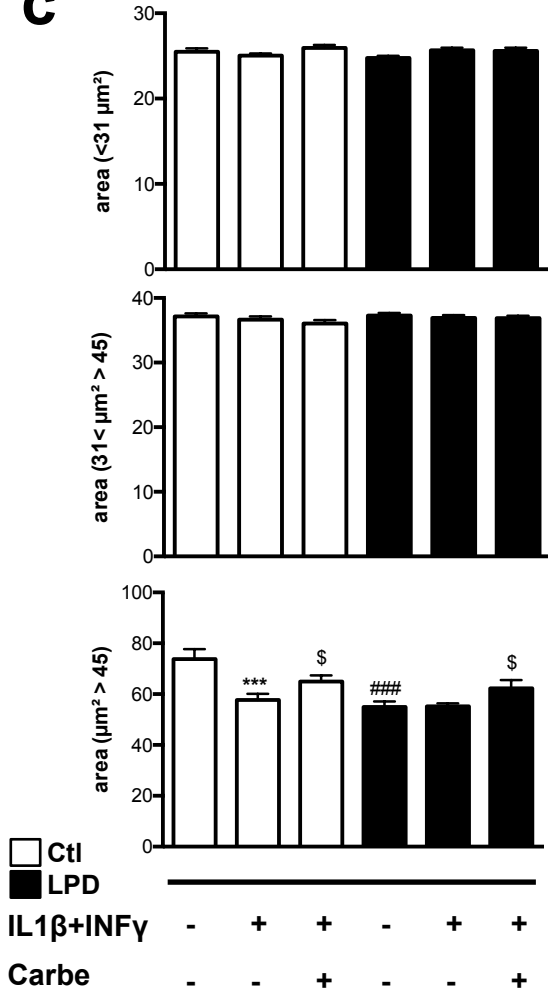 c
30
20
10
0
area (<31 µm²)
40
30
20
10
0
area (31< µm² > 45)
100
80
60
40
20
0
area (µm² > 45)
*** $ ### $
Ctl
LPD
IL1β+INFγ - + + - + +
Carbe - - + - - +